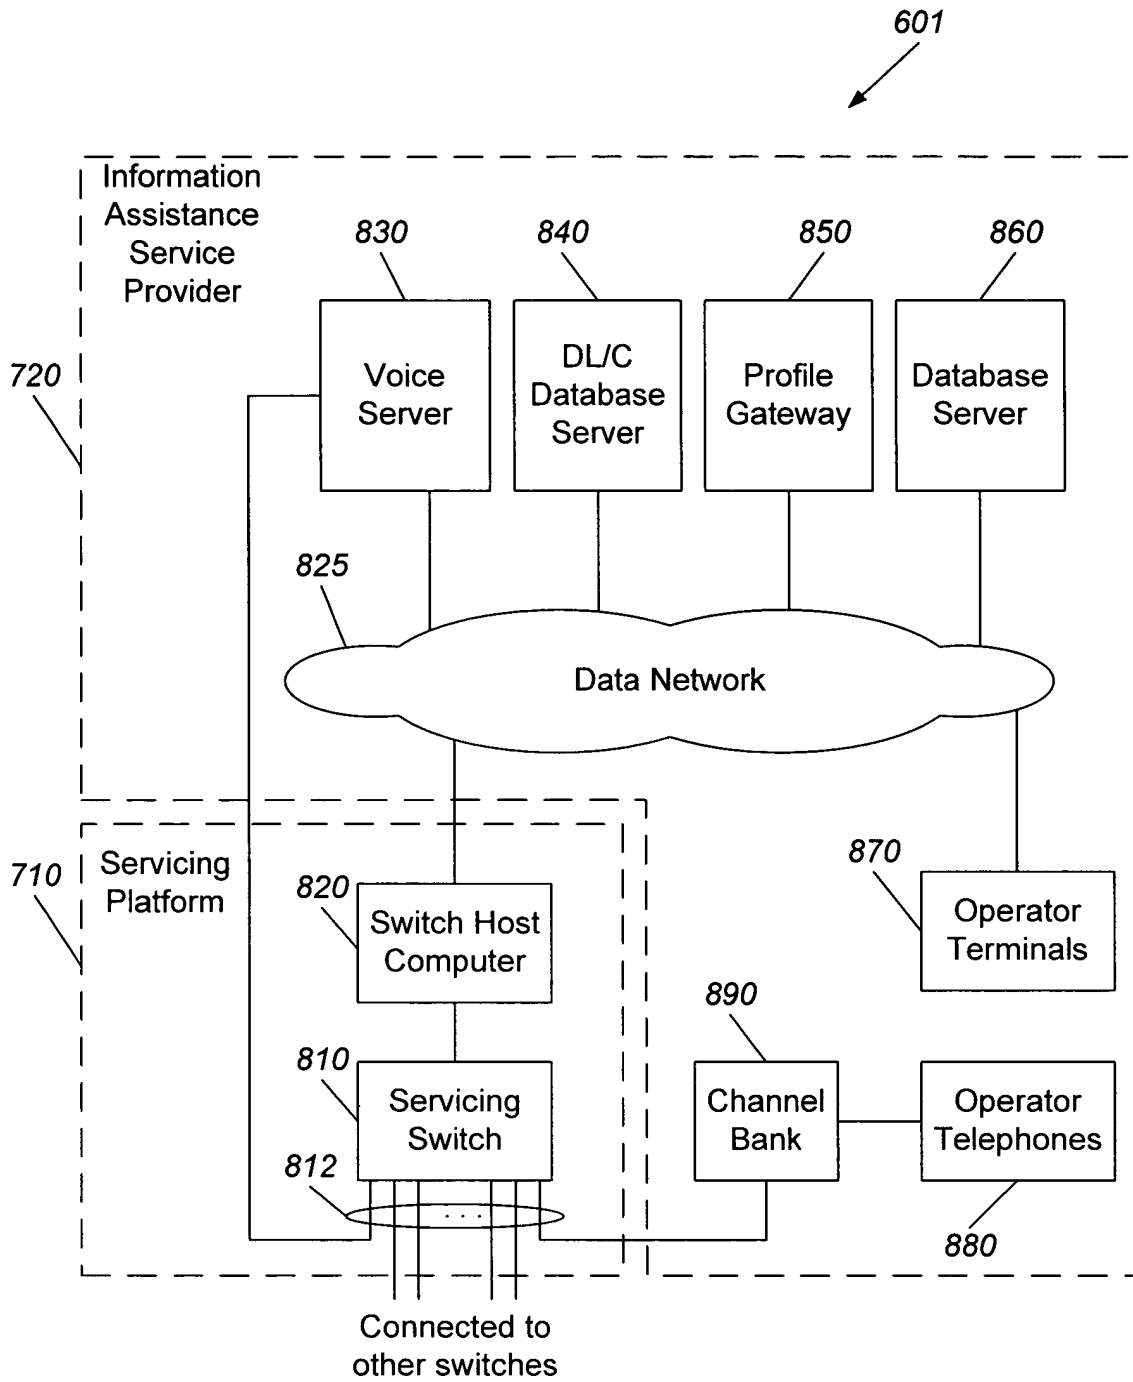 601
Information
Assistance
Service
Provider
830
840
850
860
720
Voice
Server
DL/C
Database
Server
Profile
Gateway
Database
Server
825
Data Network
710
Servicing
Platform
820
Switch Host
Computer
870
Operator
Terminals
810
Servicing
Switch
890
Channel
Bank
Operator
Telephones
812
. . .
880
Connected to
other switches